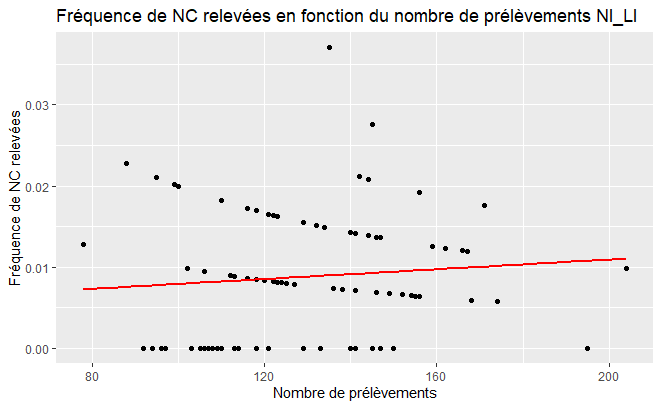 Fréquence de NC relevées en fonction du nombre de prélèvements NI_LI
Fréquence de NC relevées
0.03
0.02
0.01
0.00
80
120
160
200
Nombre de prélèvements